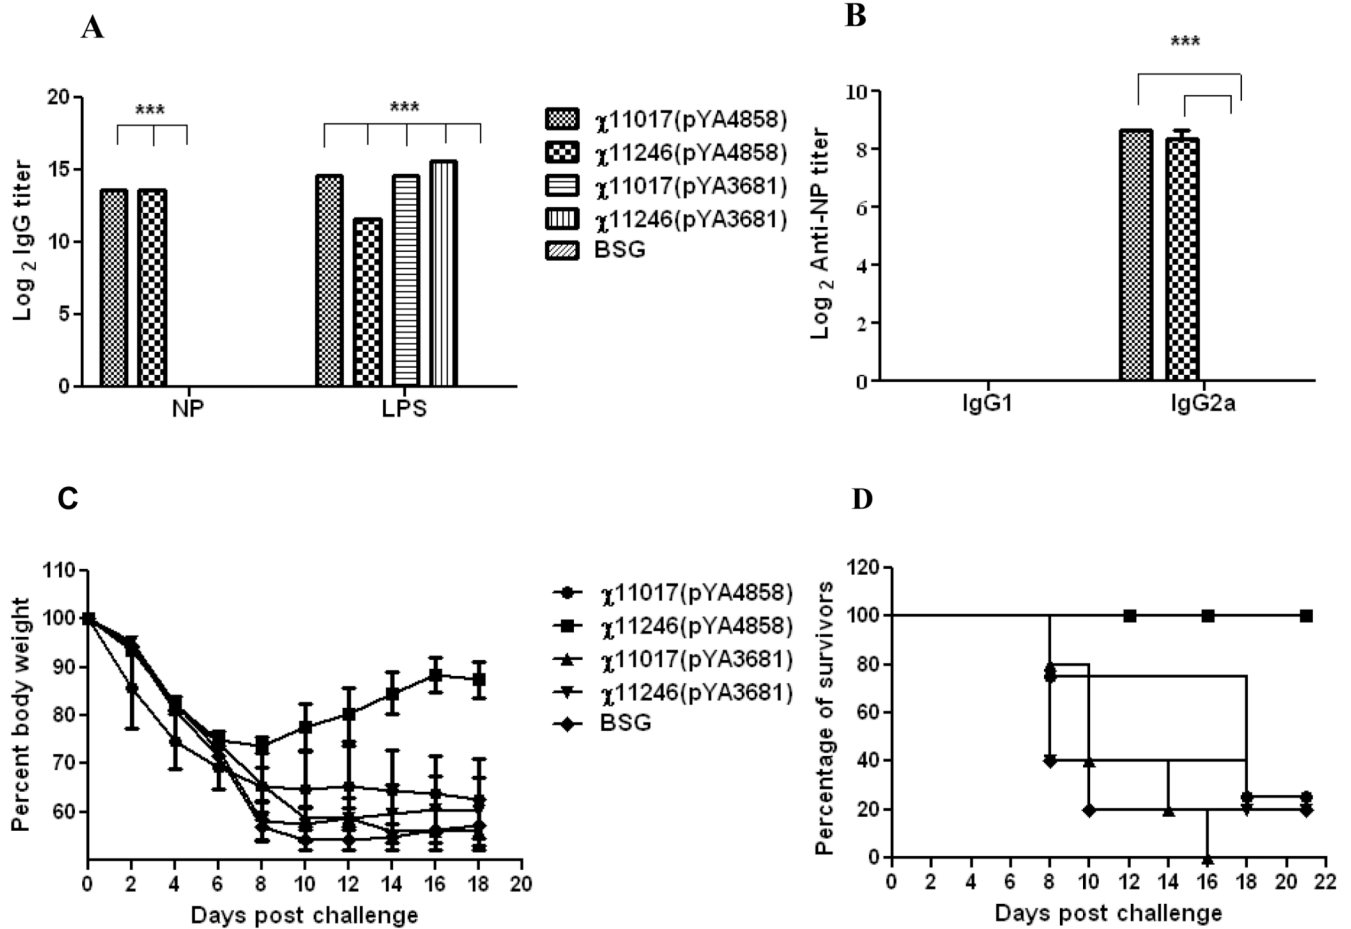 A
B
***
20
15
10
5
0
Log 2 IgG titer
***
***
NP
LPS
χ11017(pYA4858)
χ11246(pYA4858)
χ11017(pYA3681)
χ11246(pYA3681)
BSG
10
8
6
4
2
0
Log 2 Anti-NP titer
IgG1
IgG2a
C
D
110
100
90
80
70
60
Percent body weight
0 2 4 6 8 10 12 14 16 18 20
Days post challenge
χ11017(pYA4858)
χ11246(pYA4858)
χ11017(pYA3681)
χ11246(pYA3681)
BSG
120
100
80
60
40
20
0
Percentage of survivors
0 2 4 6 8 10 12 14 16 18 20 22
Days post challenge